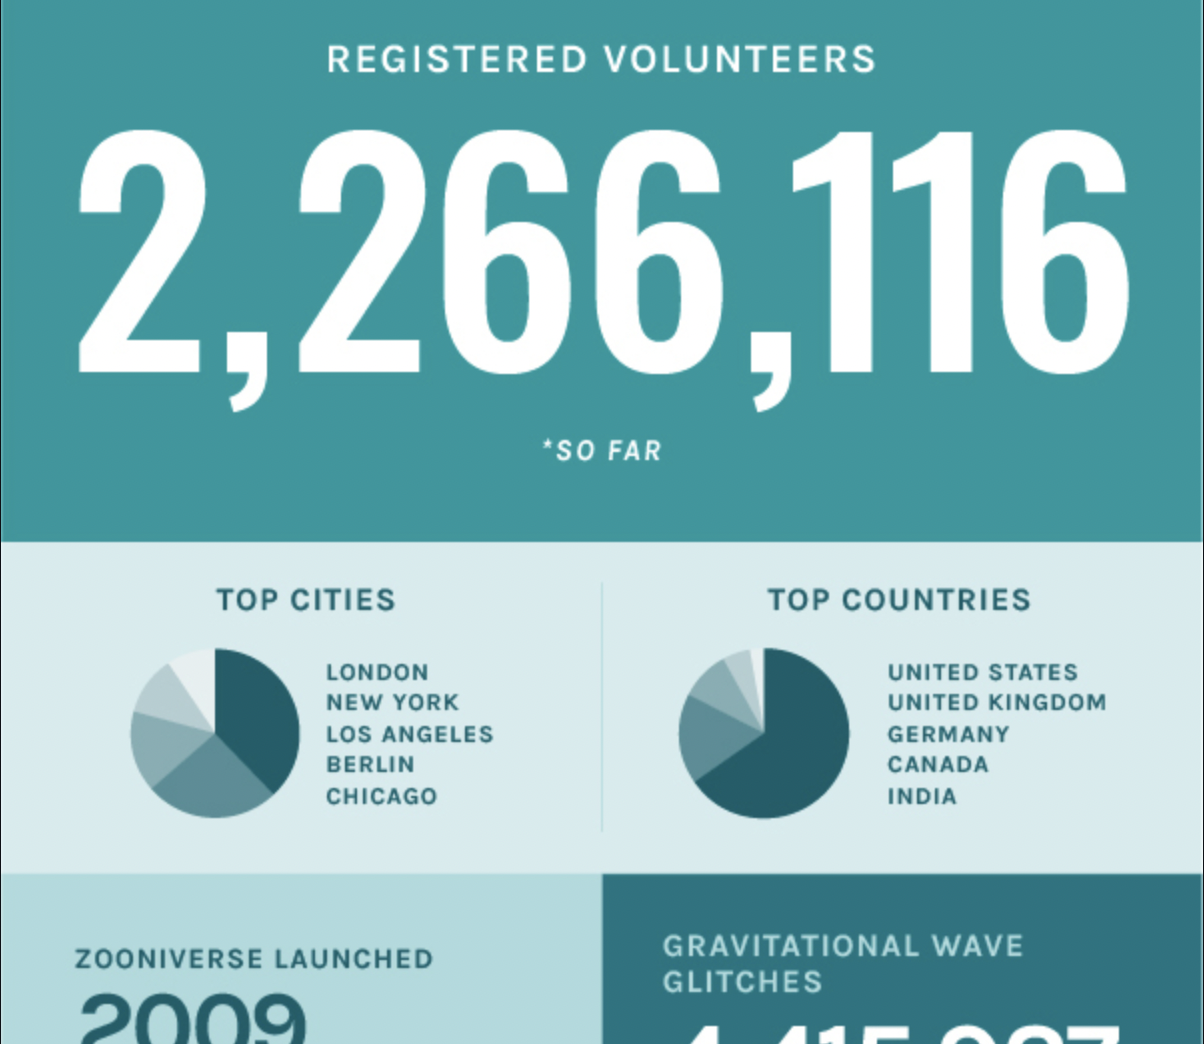 REGISTERED VOLUNTEERS
2,266,116
*SO FAR
TOP CITIES
LONDON
NEW YORK
LOS ANGELES
BERLIN
CHICAGO
TOP COUNTRIES
UNITED STATES
UNITED KINGDOM
GERMANY
CANADA
INDIA
ZOONIVERSE LAUNCHED
2009
GRAVITATIONAL WAVE
GLITCHES